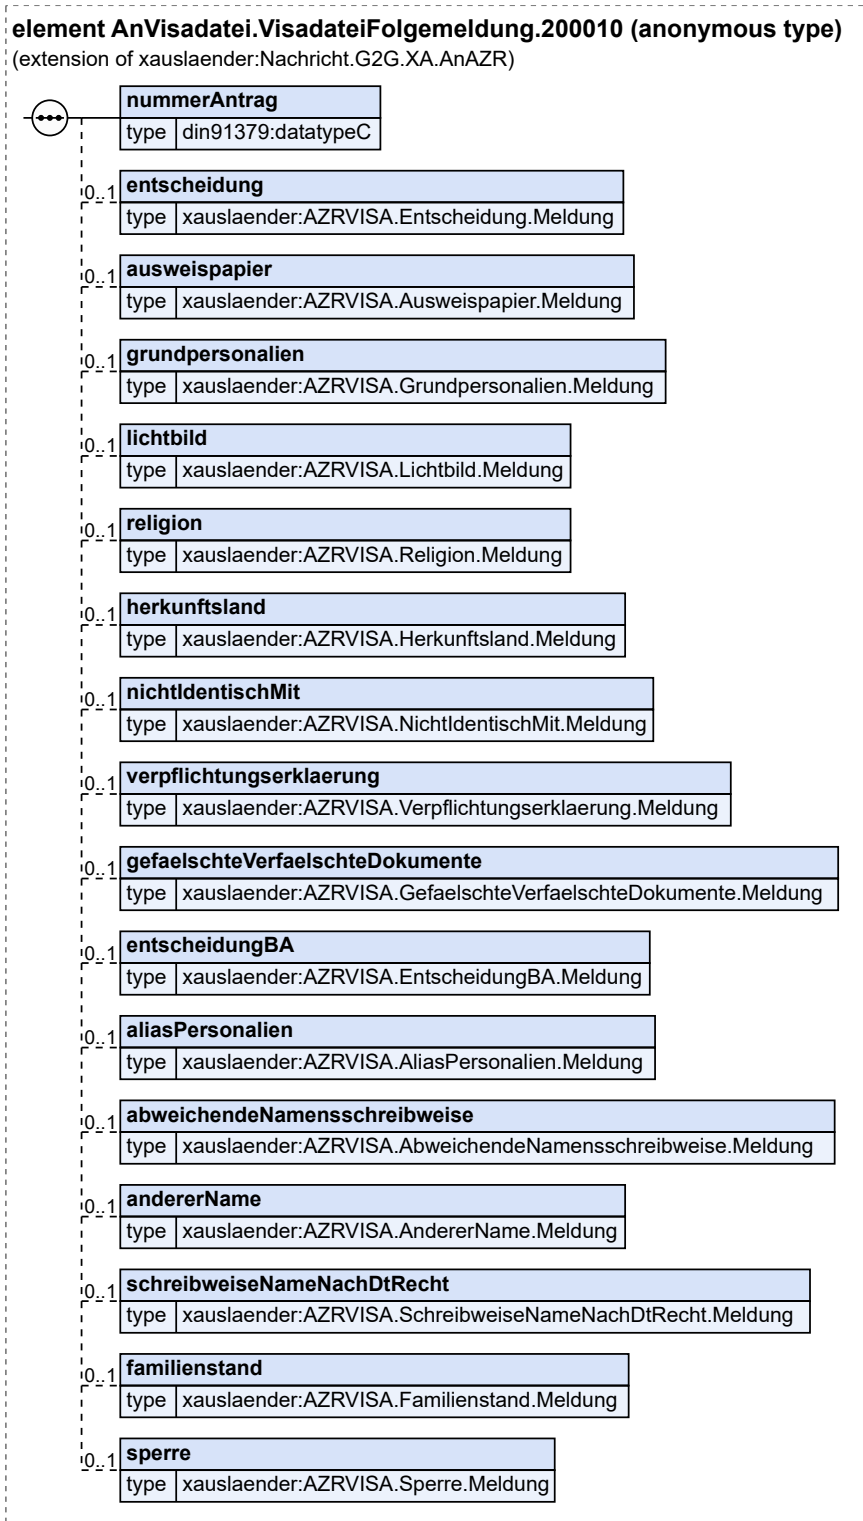 element AnVisadatei.VisadateiFolgemeldung.200010 (anonymous type)
(extension of xauslaender:Nachricht.G2G.XA.AnAZR)
nummerAntrag
type din91379:datatypeC
0..1 entscheidung
type xauslaender:AZRVISA.Entscheidung.Meldung
0..1 ausweispapier
type xauslaender:AZRVISA.Ausweispapier.Meldung
0..1 grundpersonalien
type xauslaender:AZRVISA.Grundpersonalien.Meldung
0..1 lichtbild
type xauslaender:AZRVISA.Lichtbild.Meldung
0..1 religion
type xauslaender:AZRVISA.Religion.Meldung
0..1 herkunftsland
type xauslaender:AZRVISA.Herkunftsland.Meldung
0..1 nichtIdentischMit
type xauslaender:AZRVISA.NichtIdentischMit.Meldung
0..1 verpflichtungserklaerung
type xauslaender:AZRVISA.Verpflichtungserklaerung.Meldung
0..1 gefaelschteVerfaelschteDokumente
type xauslaender:AZRVISA.GefaelschteVerfaelschteDokumente.Meldung
0..1 entscheidungBA
type xauslaender:AZRVISA.EntscheidungBA.Meldung
0..1 aliasPersonalien
type xauslaender:AZRVISA.AliasPersonalien.Meldung
0..1 abweichendeNamensschreibweise
type xauslaender:AZRVISA.AbweichendeNamensschreibweise.Meldung
0..1 andererName
type xauslaender:AZRVISA.AndererName.Meldung
0..1 schreibweiseNameNachDtRecht
type xauslaender:AZRVISA.SchreibweiseNameNachDtRecht.Meldung
0..1 familienstand
type xauslaender:AZRVISA.Familienstand.Meldung
0..1 sperre
type xauslaender:AZRVISA.Sperre.Meldung